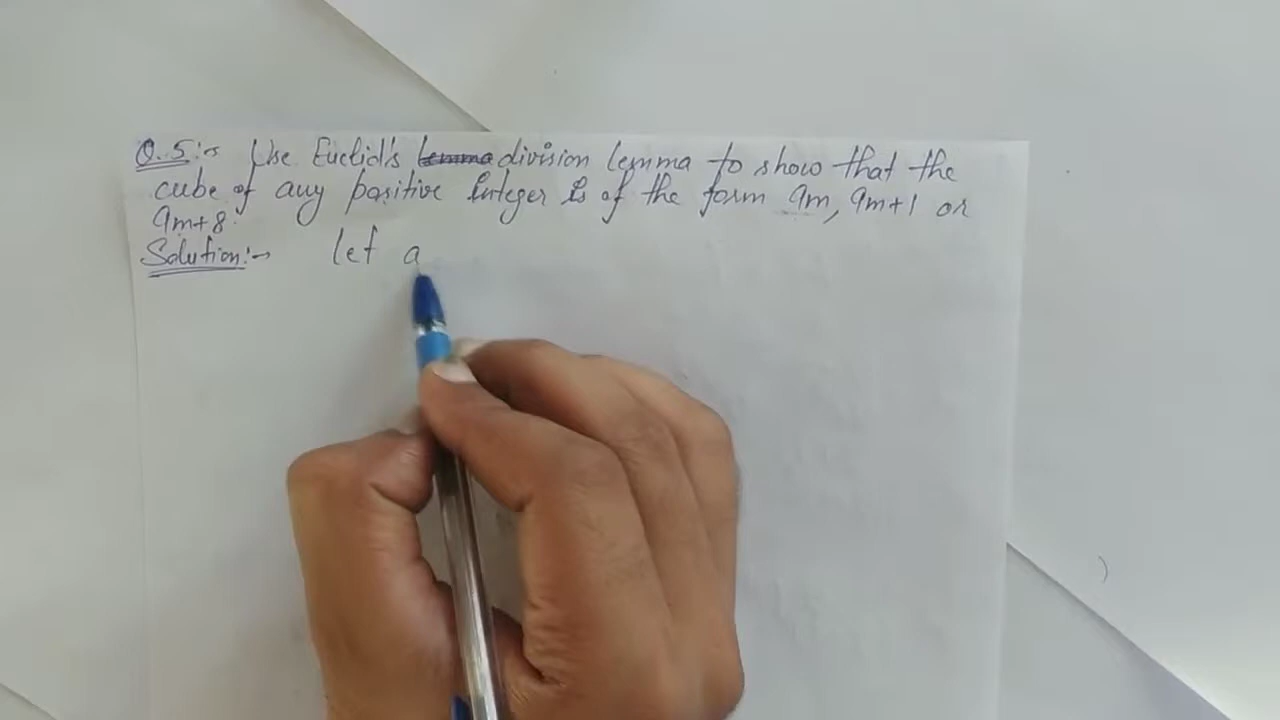 Q.5:- Use Euclid's division lemma to show that the
cube of any positive integer is of the form 9m, 9m+1 or
9m+8.
Solution:- let a